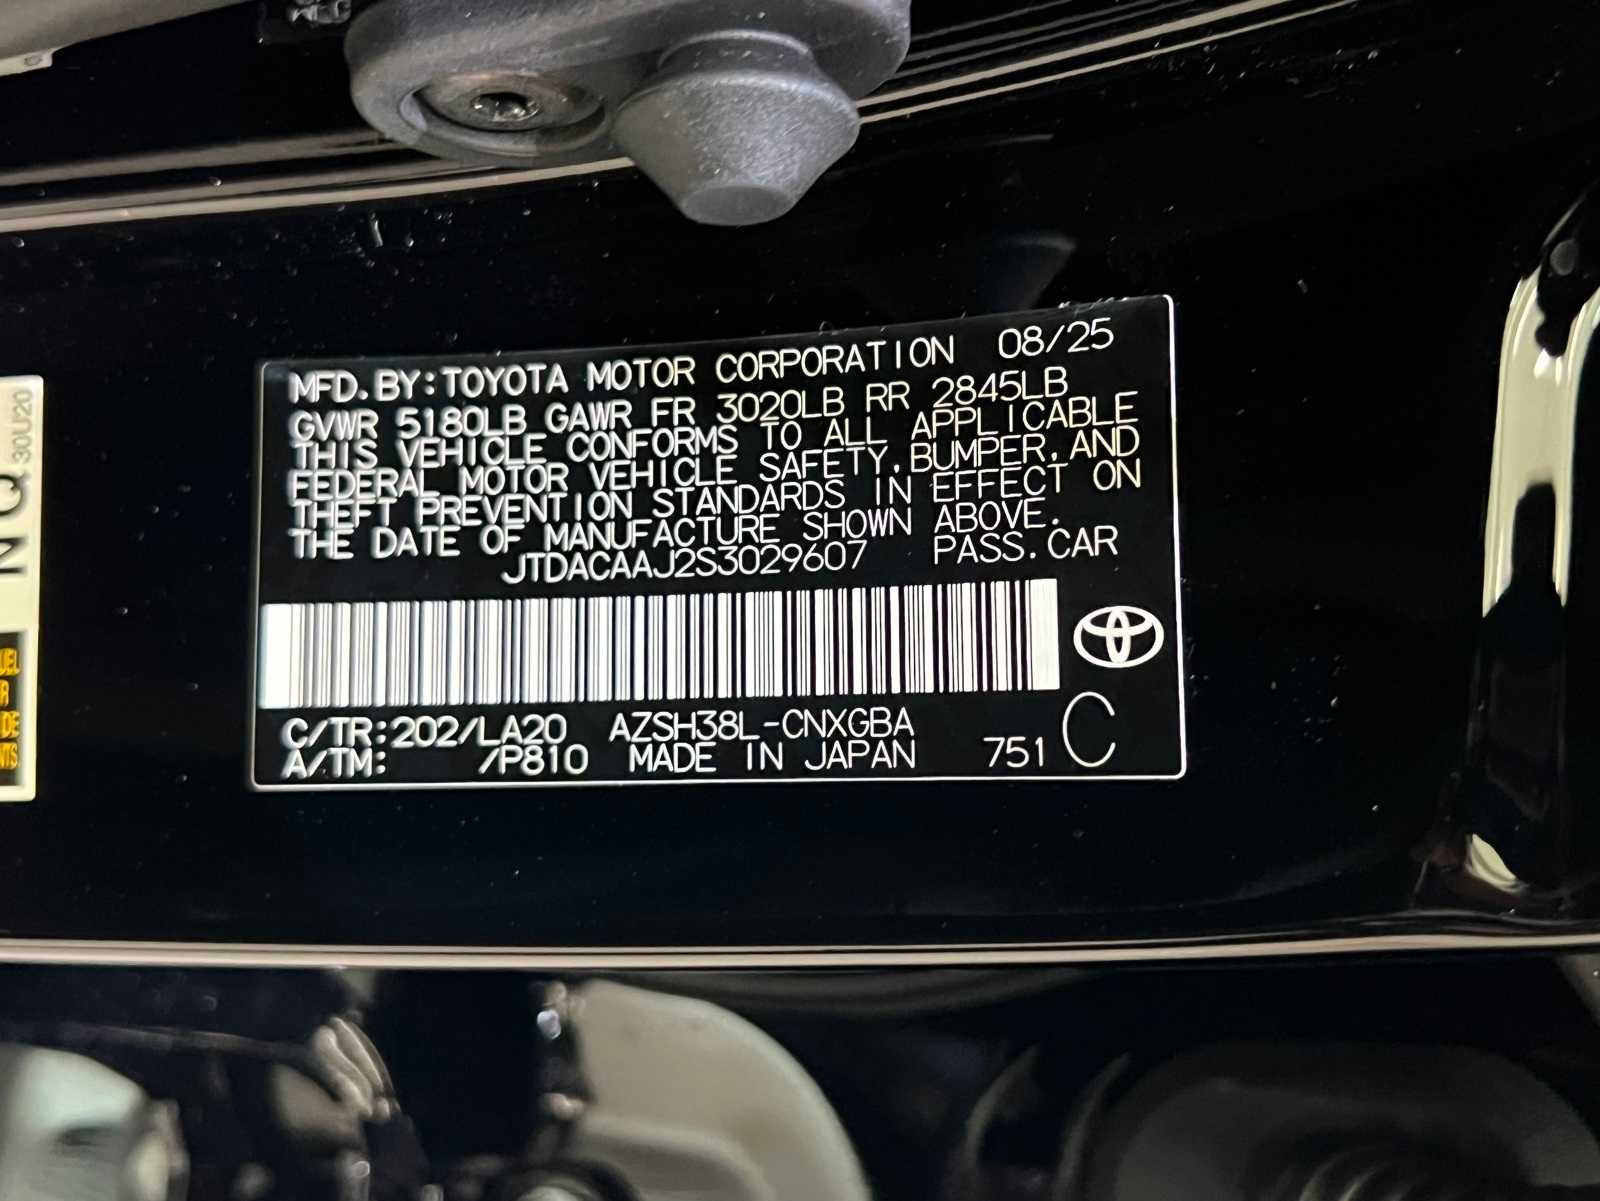 MFD.BY:TOYOTA MOTOR CORPORATION 08/25
GVWR 5180LB GAWR FR 3020LB RR 2845LB
THIS VEHICLE CONFORMS TO ALL APPLICABLE
FEDERAL MOTOR VEHICLE SAFETY,BUMPER,AND
THEFT PREVENTION STANDARDS IN EFFECT ON
THE DATE OF MANUFACTURE SHOWN ABOVE.
JTDACAAJ2S3029607 PASS.CAR
C/TR:202/LA20 AZSH38L-CNXGBA
A/TM: /P810 MADE IN JAPAN 751 C
30U20